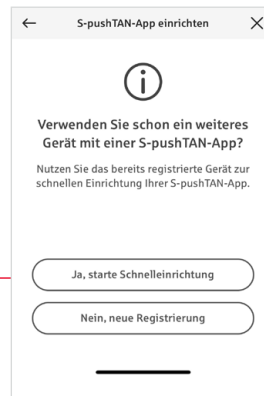 S-pushTAN-App einrichten
Verwenden Sie schon ein weiteres
Gerät mit einer S-pushTAN-App?
Nutzen Sie das bereits registrierte Gerät zur
schnellen Einrichtung Ihrer S-pushTAN-App.
Ja, starte Schnelleinrichtung
Nein, neue Registrierung